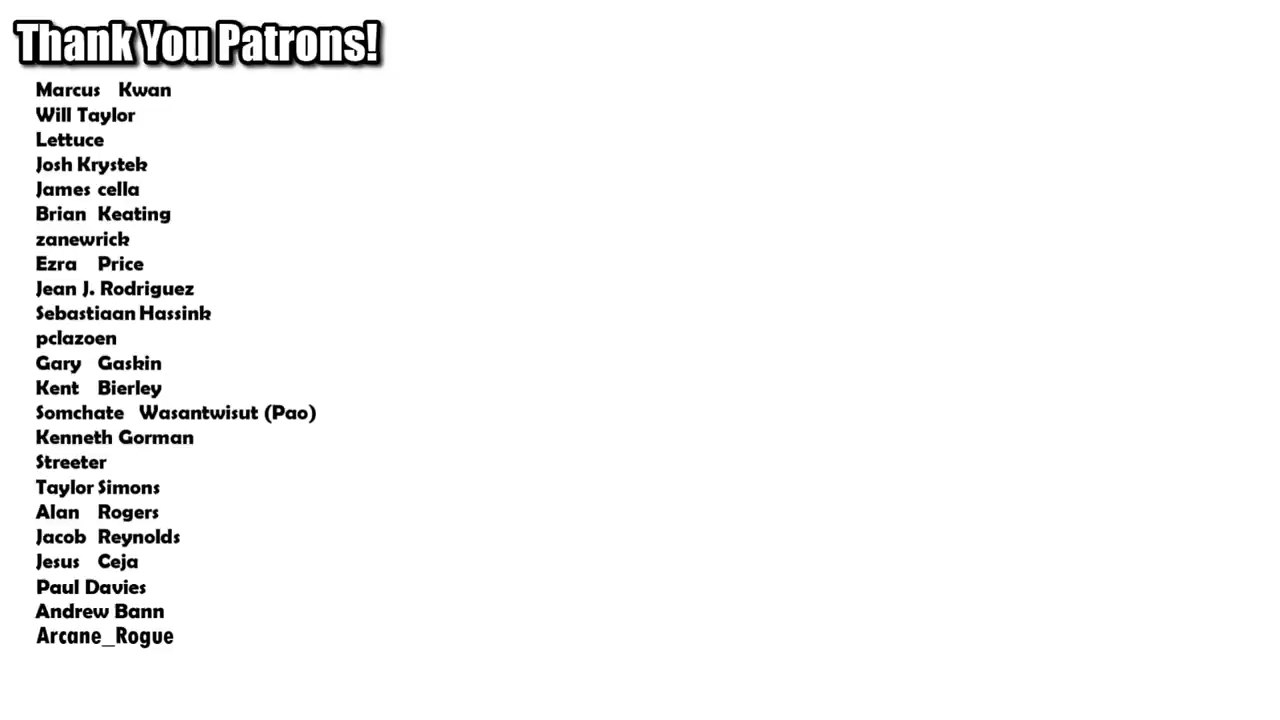 Thank You Patrons!
Marcus Kwan
Will Taylor
Lettuce
Josh Krystek
James cella
Brian Keating
zanewrick
Ezra Price
Jean J. Rodriguez
Sebastiaan Hassink
pclazoen
Gary Gaskin
Kent Bierley
Somchate Wasantwisut (Pao)
Kenneth Gorman
Streeter
Taylor Simons
Alan Rogers
Jacob Reynolds
Jesus Ceja
Paul Davies
Andrew Bann
Arcane_Rogue